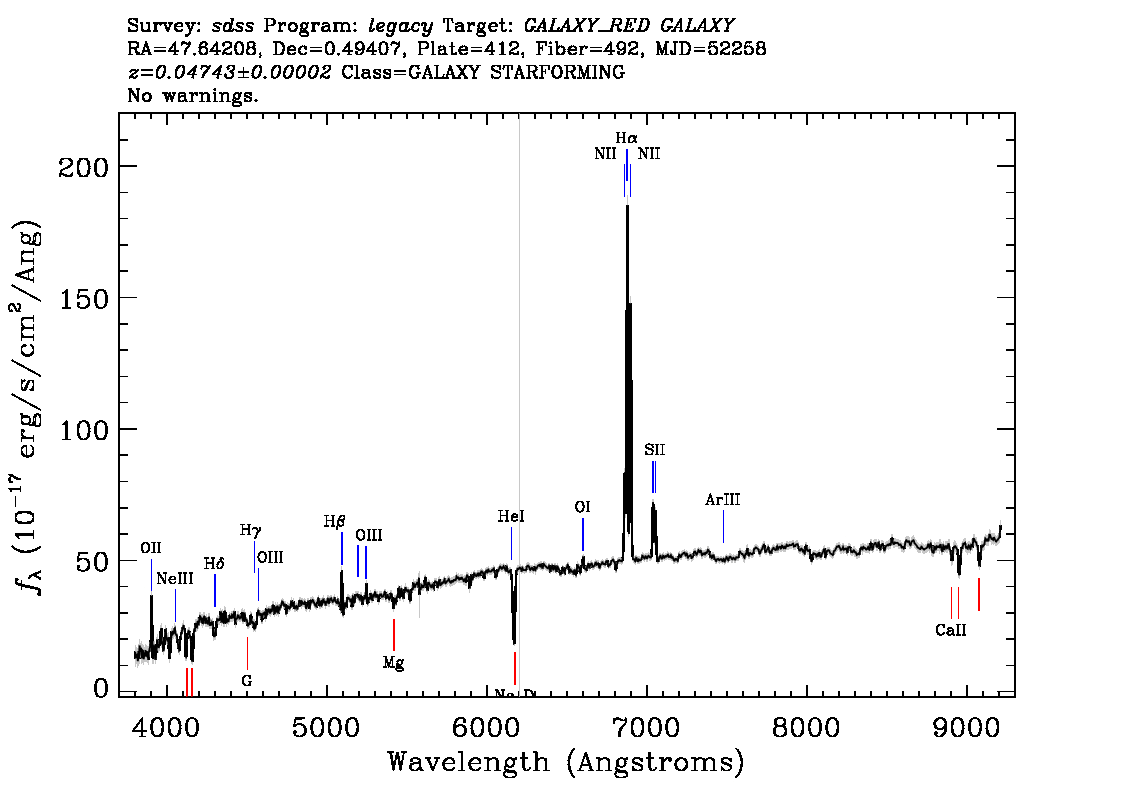 Survey: sdss Program: legacy Target: GALAXY_RED GALAXY
RA=47.64208, Dec=0.49407, Plate=412, Fiber=492, MJD=52258
z=0.04743±0.00002 Class=GALAXY STARFORMING
No warnings.
Hα
NII NII
200
150
100
SII
ArIII
OI
HeI
Hβ
OIII
Hγ
OIII
OII
50
Hδ
NeIII
CaII
Mg
G
0
4000 5000 6000 7000 8000 9000
Wavelength (Angstroms)
fλ (10⁻¹⁷ erg/s/cm²/Ang)